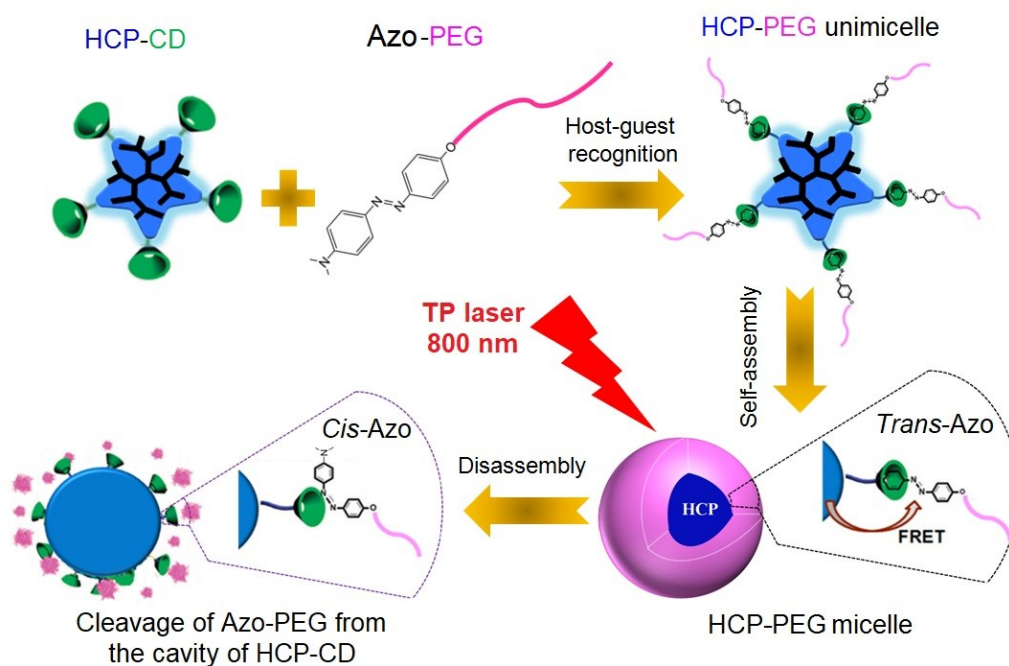 HCP-CD
Azo-PEG
HCP-PEG unimicelle
Host-guest
recognition
O
N
N
N
TP laser
800 nm
Self-assembly
Cis-Azo
Trans-Azo
Disassembly
N
N
N
O
HCP
N
N
O
FRET
Cleavage of Azo-PEG from
the cavity of HCP-CD
HCP-PEG micelle